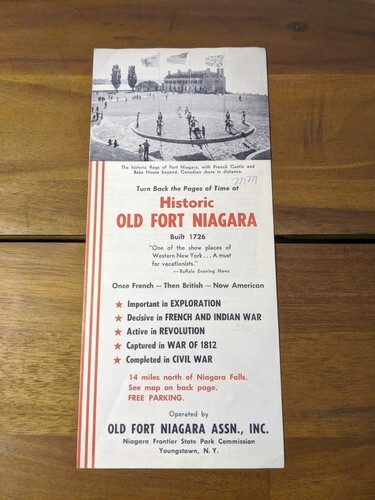 The historic flags of Fort Niagara, with French Castle and
Bake House beyond, Canadian shore in distance.
Turn Back the Pages of Time at
Historic
OLD FORT NIAGARA
Built 1726
"One of the show places of
Western New York . . . A must
for vacationists."
— Buffalo Evening News
Once French — Then British — Now American
★ Important in EXPLORATION
★ Decisive in FRENCH AND INDIAN WAR
★ Active in REVOLUTION
★ Captured in WAR OF 1812
★ Completed in CIVIL WAR
14 miles north of Niagara Falls.
See map on back page.
FREE PARKING.
Operated by
OLD FORT NIAGARA ASSN., INC.
Niagara Frontier State Park Commission
Youngstown, N. Y.